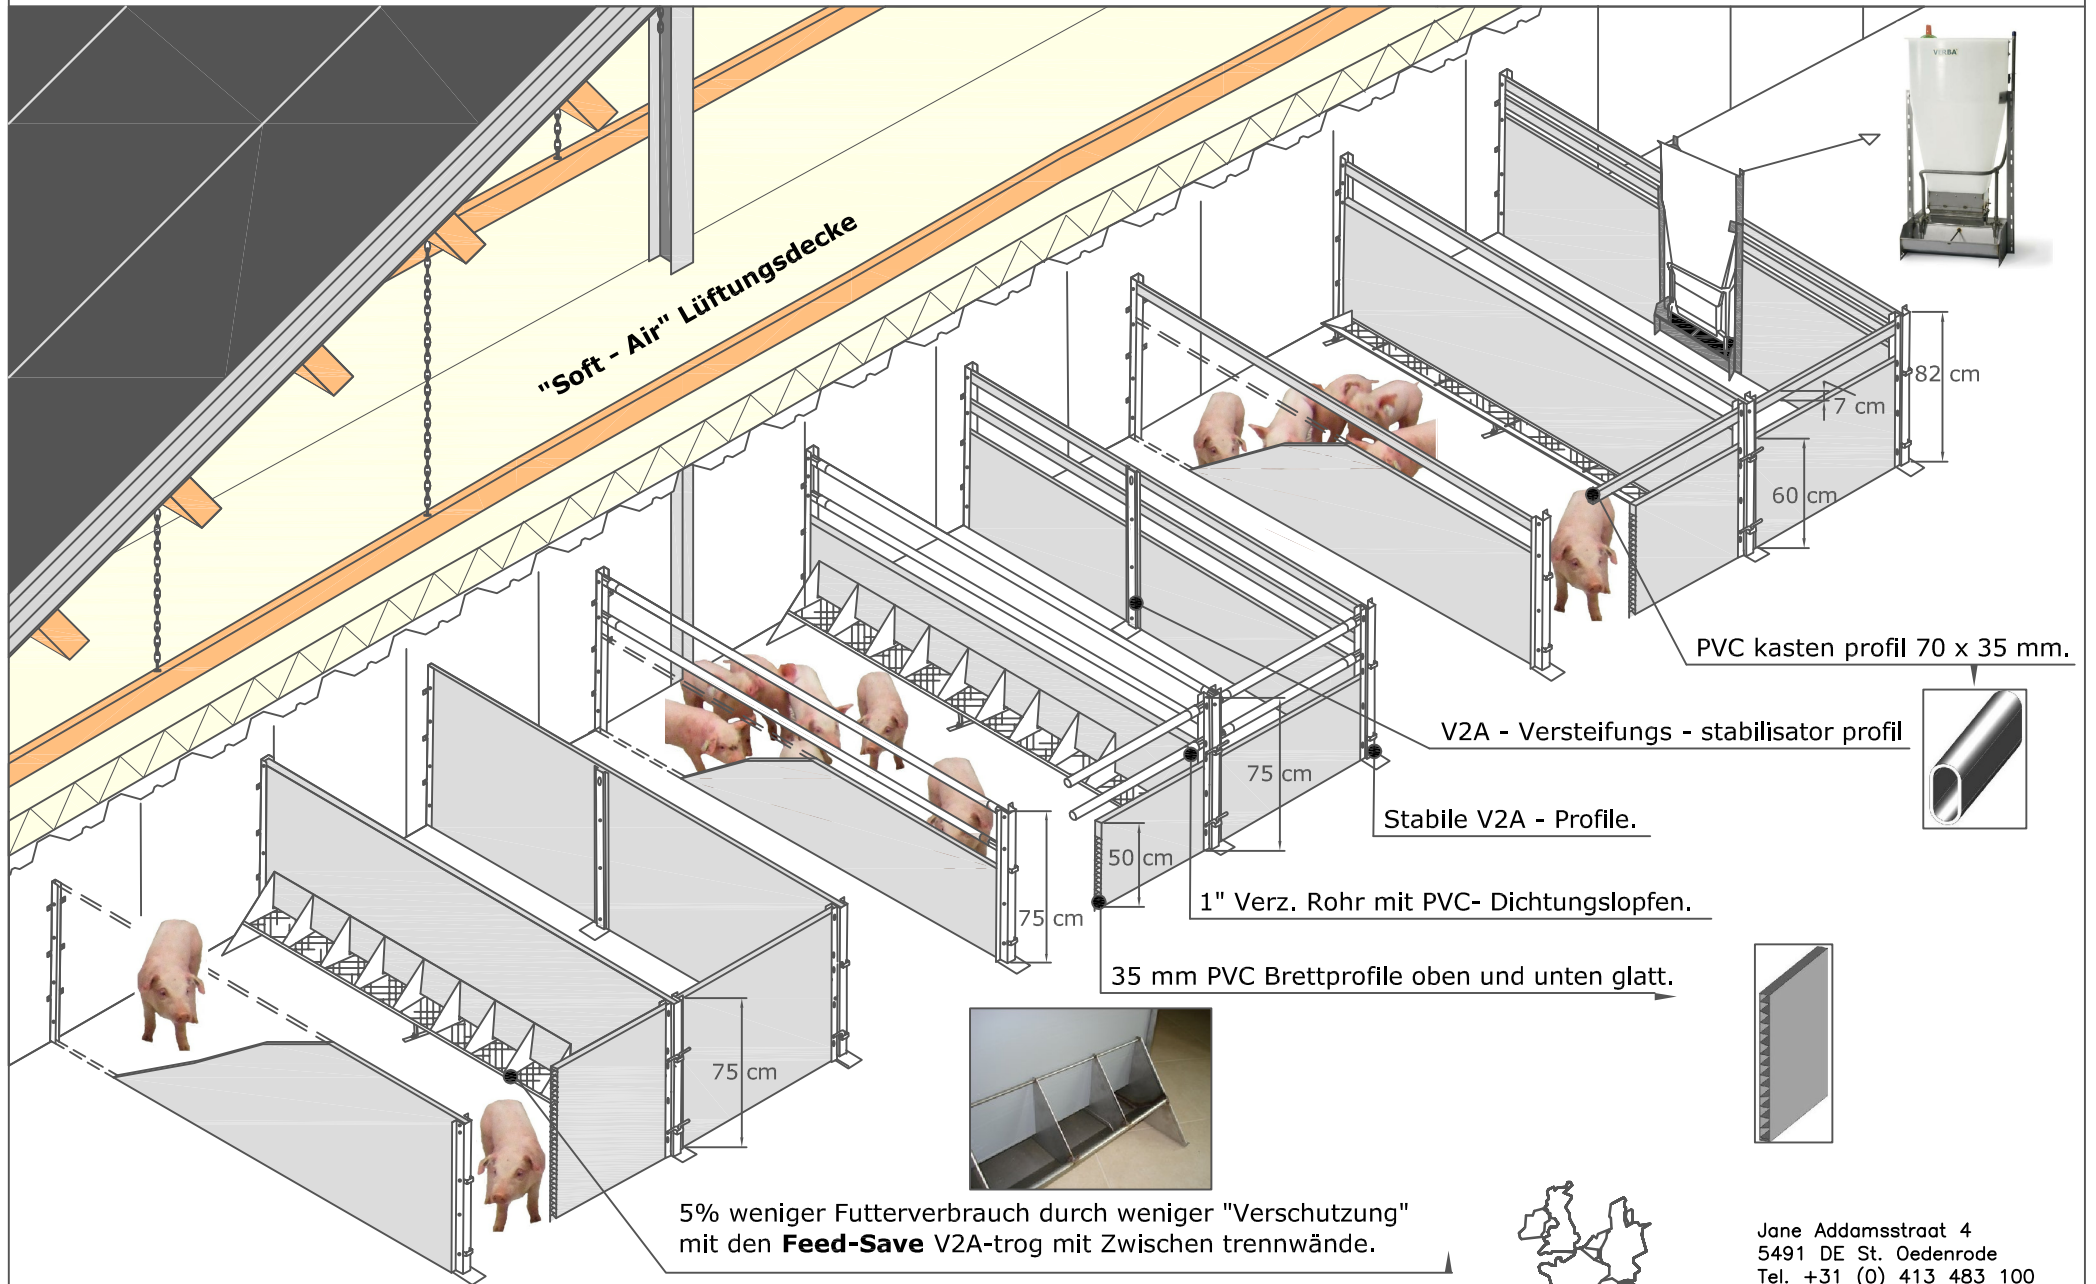 VERBA
"Soft - Air" Lüftungsdecke
82 cm
7 cm
60 cm
PVC kasten profil 70 x 35 mm.
V2A - Versteifungs - stabilisator profil
75 cm
Stabile V2A - Profile.
50 cm
1" Verz. Rohr mit PVC- Dichtungslopfen.
75 cm
35 mm PVC Brettprofile oben und unten glatt.
75 cm
5% weniger Futterverbrauch durch weniger "Verschutzung"
mit den Feed-Save V2A-trog mit Zwischen trennwände.
Jane Addamsstraat 4
5491 DE St. Oedenrode
Tel. +31 (0) 413 483 100